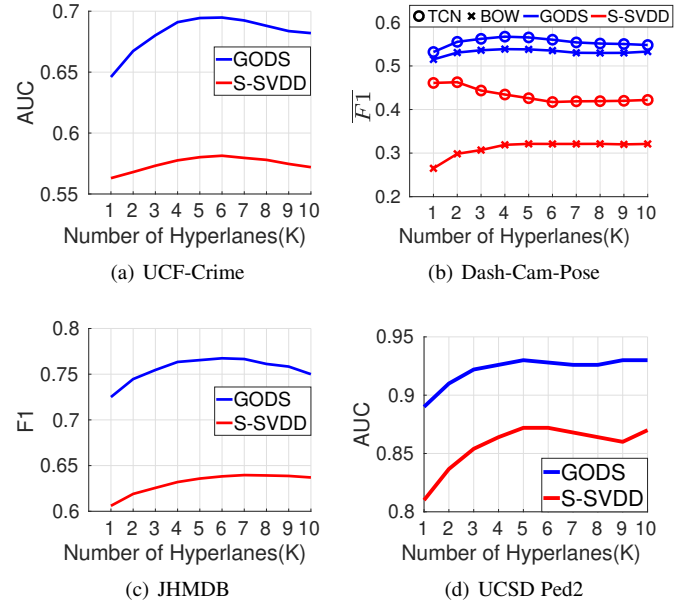 0.7
0.65
0.6
0.55
AUC
GODS
S-SVDD
1 2 3 4 5 6 7 8 9 10
Number of Hyperlanes(K)
(a) UCF-Crime
TCN BOW GODS S-SVDD
0.6
0.5
0.4
0.3
0.2
F1
1 2 3 4 5 6 7 8 9 10
Number of Hyperlanes(K)
(b) Dash-Cam-Pose
0.8
0.75
0.7
0.65
0.6
F1
GODS
S-SVDD
1 2 3 4 5 6 7 8 9 10
Number of Hyperlanes(K)
(c) JHMDB
0.95
0.9
0.85
0.8
AUC
GODS
S-SVDD
1 2 3 4 5 6 7 8 9 10
Number of Hyperlanes(K)
(d) UCSD Ped2